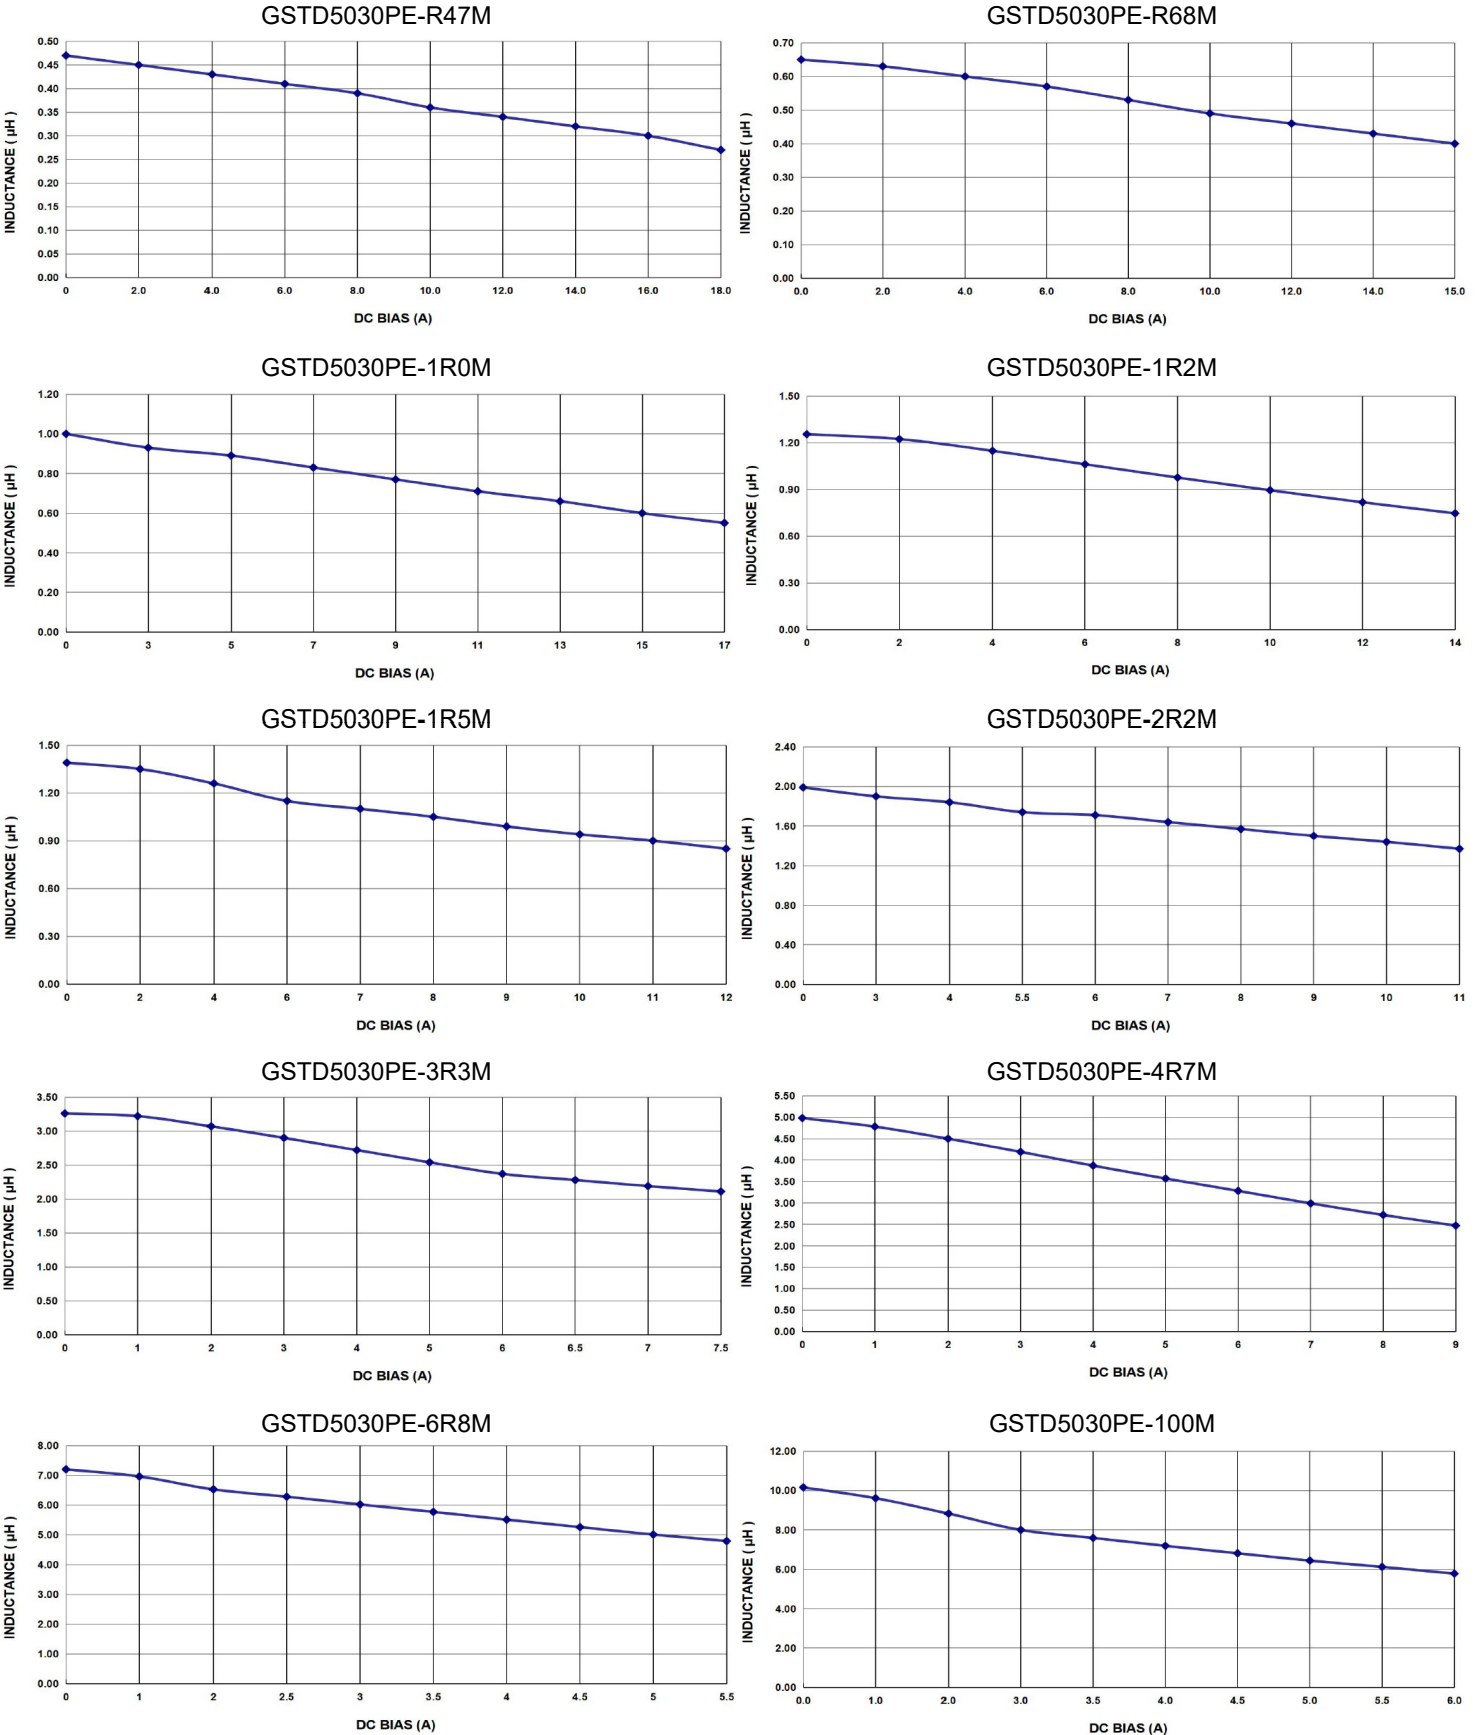 GSTD5030PE-R47M
0.50
0.45
0.40
0.35
0.30
0.25
0.20
0.15
0.10
0.05
0.00
INDUCTANCE ( µH )
0 2.0 4.0 6.0 8.0 10.0 12.0 14.0 16.0 18.0
DC BIAS (A)
GSTD5030PE-R68M
0.70
0.60
0.50
0.40
0.30
0.20
0.10
0.00
INDUCTANCE ( µH )
0.0 2.0 4.0 6.0 8.0 10.0 12.0 14.0 15.0
DC BIAS (A)
GSTD5030PE-1R0M
1.20
1.00
0.80
0.60
0.40
0.20
0.00
INDUCTANCE ( µH )
0 3 5 7 9 11 13 15 17
DC BIAS (A)
GSTD5030PE-1R2M
1.50
1.20
0.90
0.60
0.30
0.00
INDUCTANCE ( µH )
0 2 4 6 8 10 12 14
DC BIAS (A)
GSTD5030PE-1R5M
1.50
1.20
0.90
0.60
0.30
0.00
INDUCTANCE ( µH )
0 2 4 6 7 8 9 10 11 12
DC BIAS (A)
GSTD5030PE-2R2M
2.40
2.00
1.60
1.20
0.80
0.40
0.00
INDUCTANCE ( µH )
0 3 4 5.5 6 7 8 9 10 11
DC BIAS (A)
GSTD5030PE-3R3M
3.50
3.00
2.50
2.00
1.50
1.00
0.50
0.00
INDUCTANCE ( µH )
0 1 2 3 4 5 6 6.5 7 7.5
DC BIAS (A)
GSTD5030PE-4R7M
5.50
5.00
4.50
4.00
3.50
3.00
2.50
2.00
1.50
1.00
0.50
0.00
INDUCTANCE ( µH )
0 1 2 3 4 5 6 7 8 9
DC BIAS (A)
GSTD5030PE-6R8M
8.00
7.00
6.00
5.00
4.00
3.00
2.00
1.00
0.00
INDUCTANCE ( µH )
0 1 2 2.5 3 3.5 4 4.5 5 5.5
DC BIAS (A)
GSTD5030PE-100M
12.00
10.00
8.00
6.00
4.00
2.00
0.00
INDUCTANCE ( µH )
0.0 1.0 2.0 3.0 3.5 4.0 4.5 5.0 5.5 6.0
DC BIAS (A)